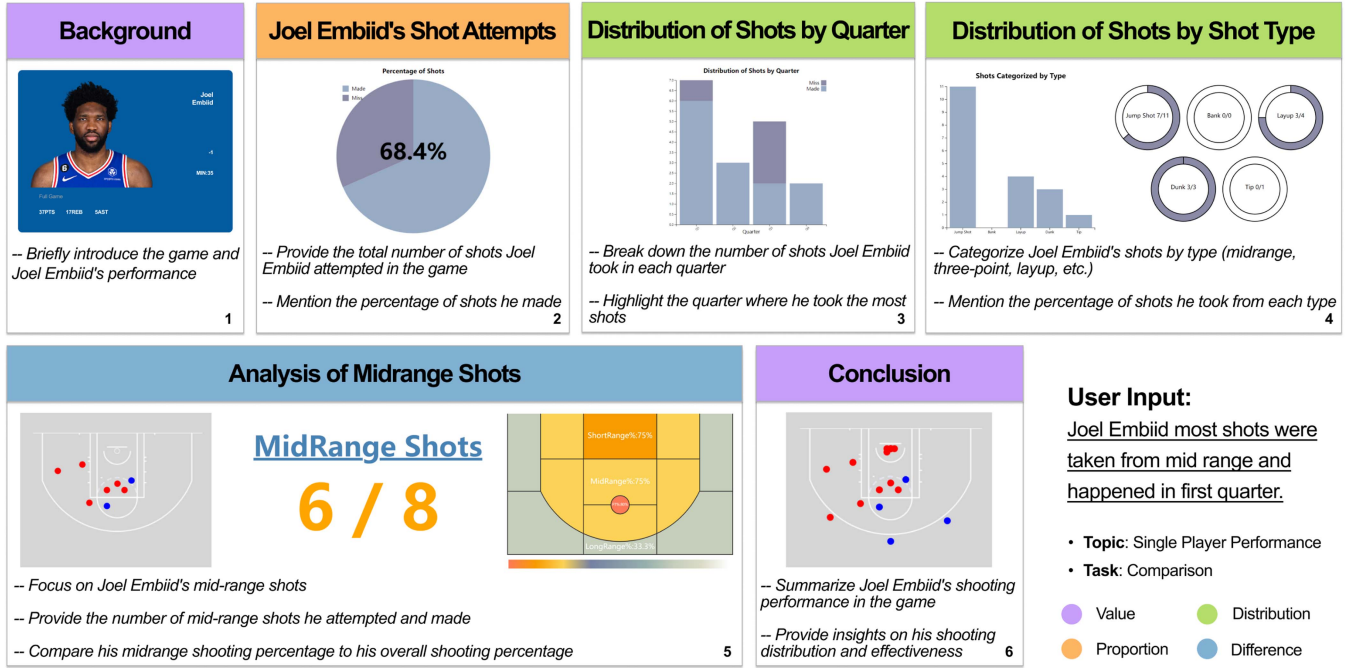 Background
Joel
Embiid
-1
MIN:35
6
Full Game
37PTS 17REB 5AST
-- Briefly introduce the game and
Joel Embiid's performance
1
Joel Embiid's Shot Attempts
Percentage of Shots
Made
Miss
68.4%
-- Provide the total number of shots Joel
Embiid attempted in the game
-- Mention the percentage of shots he made
2
Distribution of Shots by Quarter
Distribution of Shots by Quarter
Miss
Made
Quarter
-- Break down the number of shots Joel Embiid
took in each quarter
-- Highlight the quarter where he took the most
shots
3
Distribution of Shots by Shot Type
Shots Categorized by Type
Jump Shot
Bank
Layup
Dunk
Tip
Jump Shot 7/11
Bank 0/0
Layup 3/4
Dunk 3/3
Tip 0/1
-- Categorize Joel Embiid's shots by type (midrange,
three-point, layup, etc.)
-- Mention the percentage of shots he took from each type
4
Analysis of Midrange Shots
MidRange Shots
6 / 8
ShortRange%:75%
MidRange%:75%
LongRange%:33.3%
-- Focus on Joel Embiid's mid-range shots
-- Provide the number of mid-range shots he attempted and made
-- Compare his midrange shooting percentage to his overall shooting percentage
5
Conclusion
-- Summarize Joel Embiid's shooting
performance in the game
-- Provide insights on his shooting
distribution and effectiveness
6
User Input:
Joel Embiid most shots were
taken from mid range and
happened in first quarter.
• Topic: Single Player Performance
• Task: Comparison
Value
Distribution
Proportion
Difference